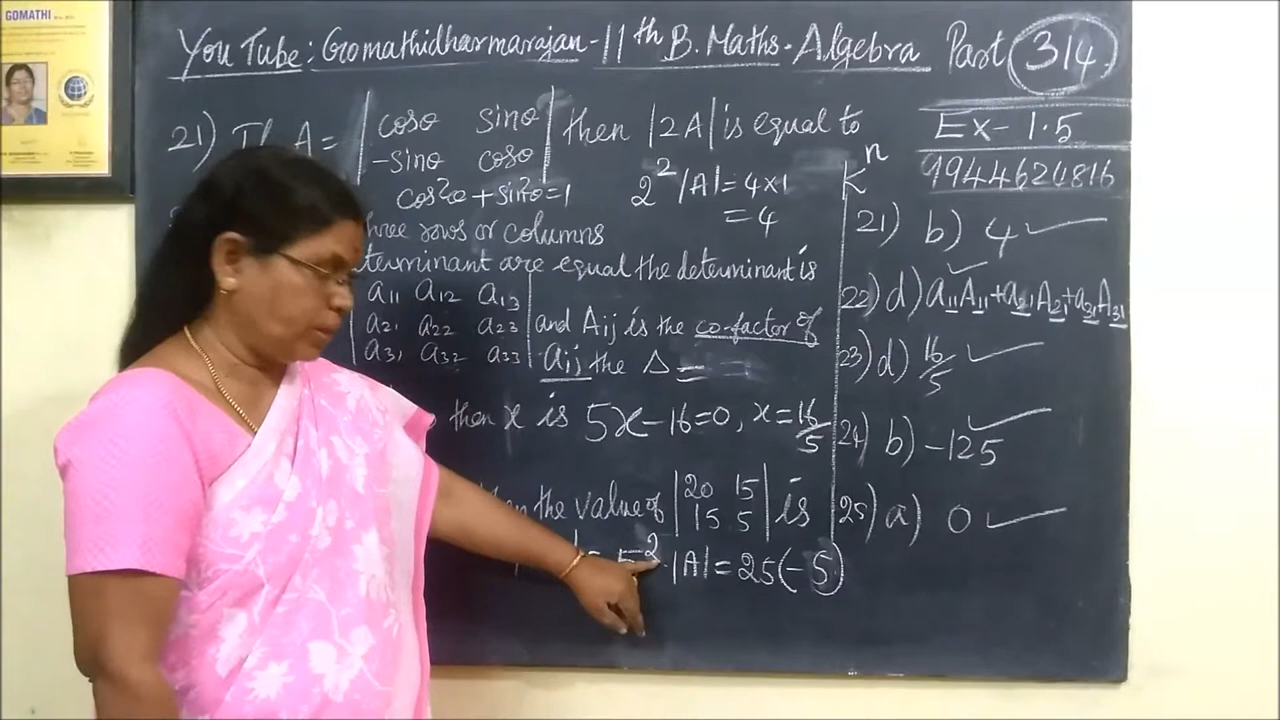 GOMATHI
You Tube: Gomathidharmarajan-11th B. Maths-Algebra Part 314
21) If A= | cosθ sinθ | then |2A| is equal to
-sinθ cosθ
cos²θ + sin²θ=1 2² |A| = 4x1
= 4
three rows or columns
determinant are equal the determinant is
a11 a12 a13
a21 a22 a23 and Aij is the co-factor of
a31 a32 a33 aij the Δ =
then x is 5x-16=0, x=16/5
then the value of | 20 15 | is
15 5
= 5² |A| = 25(-5)
Ex-1.5
9944624816
Kⁿ
21) b) 4 ✓
22) d) a11A11+a21A21+a31A31
23) d) 16/5 ✓
24) b) -125 ✓
25) a) 0 ✓